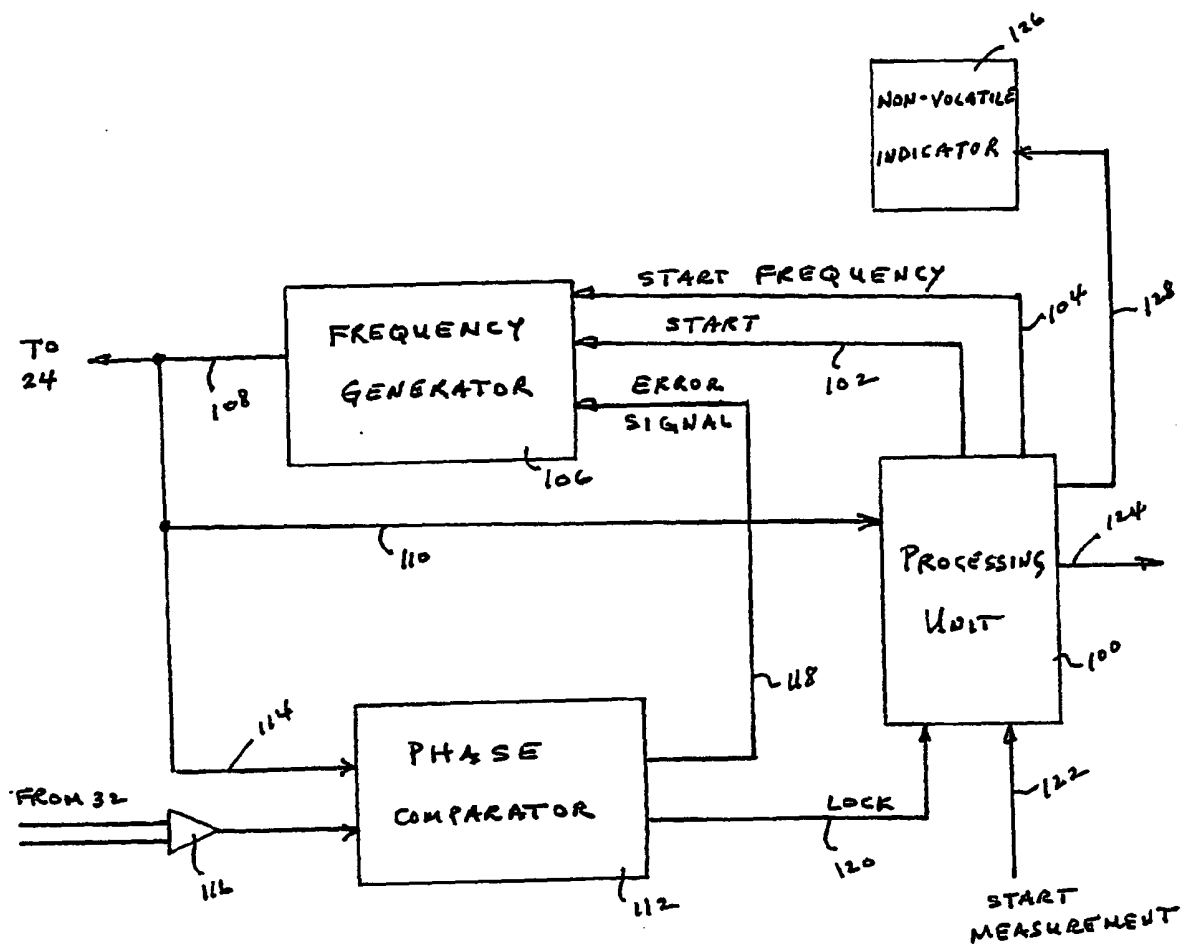 126
NON-VOLATILE
INDICATOR
START FREQUENCY
START
102
104
128
TO
24
108
FREQUENCY
GENERATOR
106
ERROR
SIGNAL
110
124
PROCESSING
UNIT
100
118
114
PHASE
COMPARATOR
112
FROM 32
116
LOCK
120
122
START
MEASUREMENT